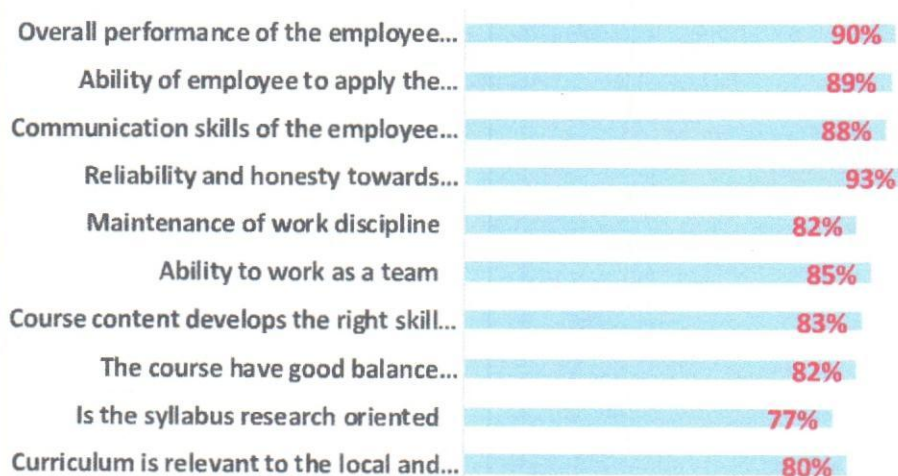 Overall performance of the employee... 90%
Ability of employee to apply the... 89%
Communication skills of the employee... 88%
Reliability and honesty towards... 93%
Maintenance of work discipline 82%
Ability to work as a team 85%
Course content develops the right skill... 83%
The course have good balance... 82%
Is the syllabus research oriented 77%
Curriculum is relevant to the local and... 80%